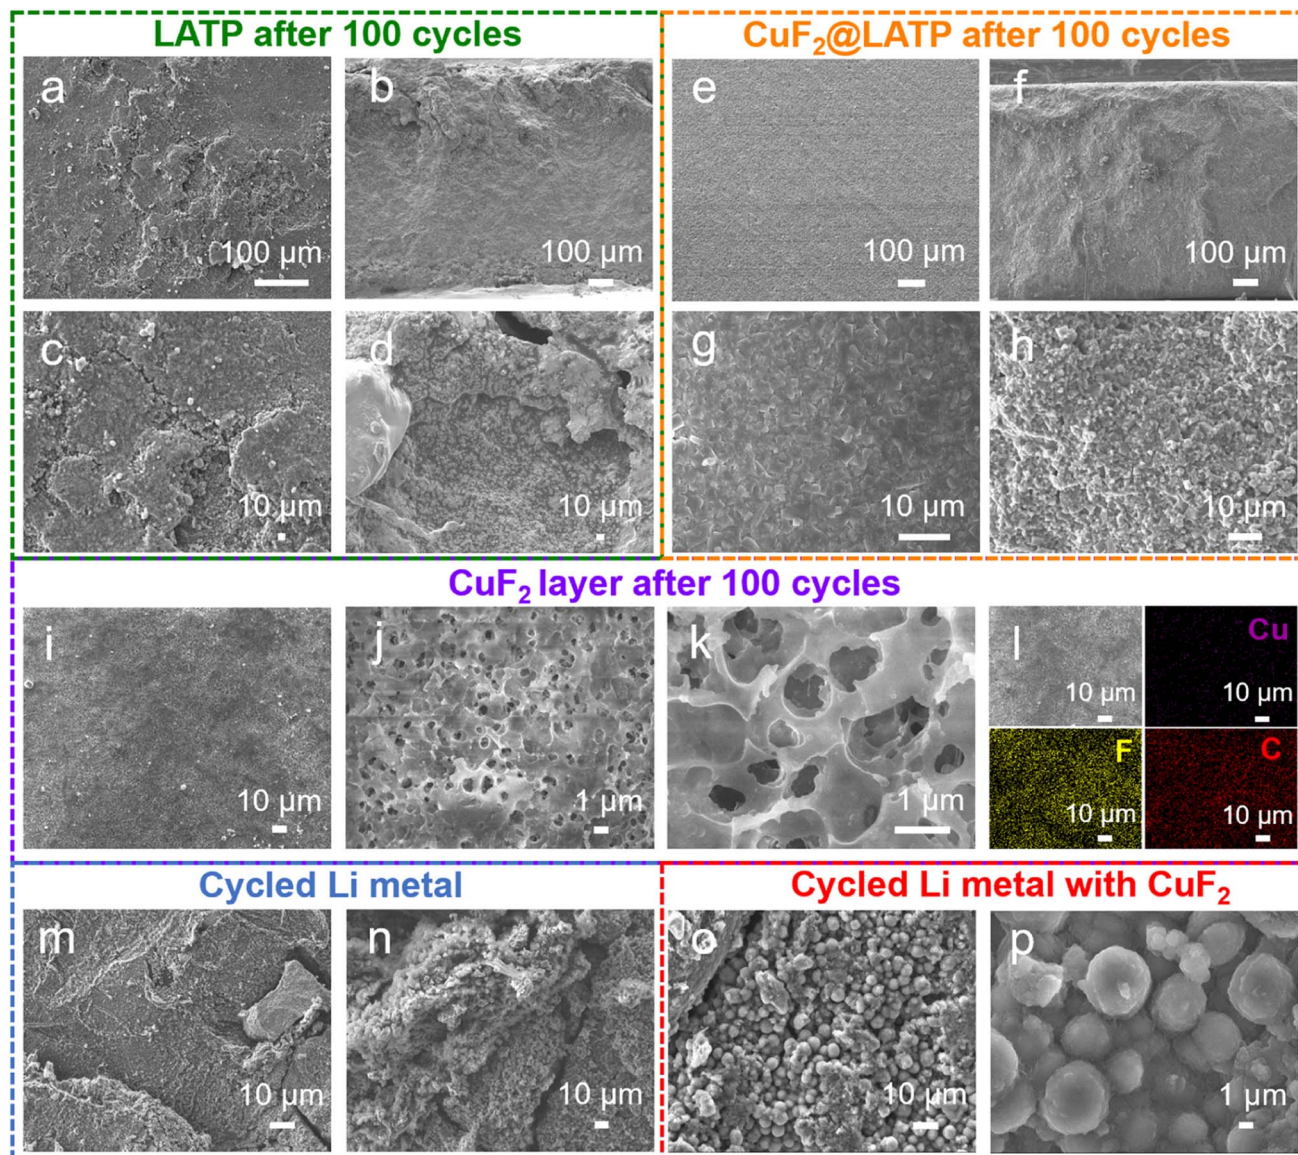 LATP after 100 cycles
CuF₂@LATP after 100 cycles
a
100 µm
b
100 µm
e
100 µm
f
100 µm
c
10 µm
d
10 µm
g
10 µm
h
10 µm
CuF₂ layer after 100 cycles
i
10 µm
j
1 µm
k
1 µm
l
10 µm
Cu
10 µm
F
10 µm
C
10 µm
Cycled Li metal
Cycled Li metal with CuF₂
m
10 µm
n
10 µm
o
10 µm
p
1 µm